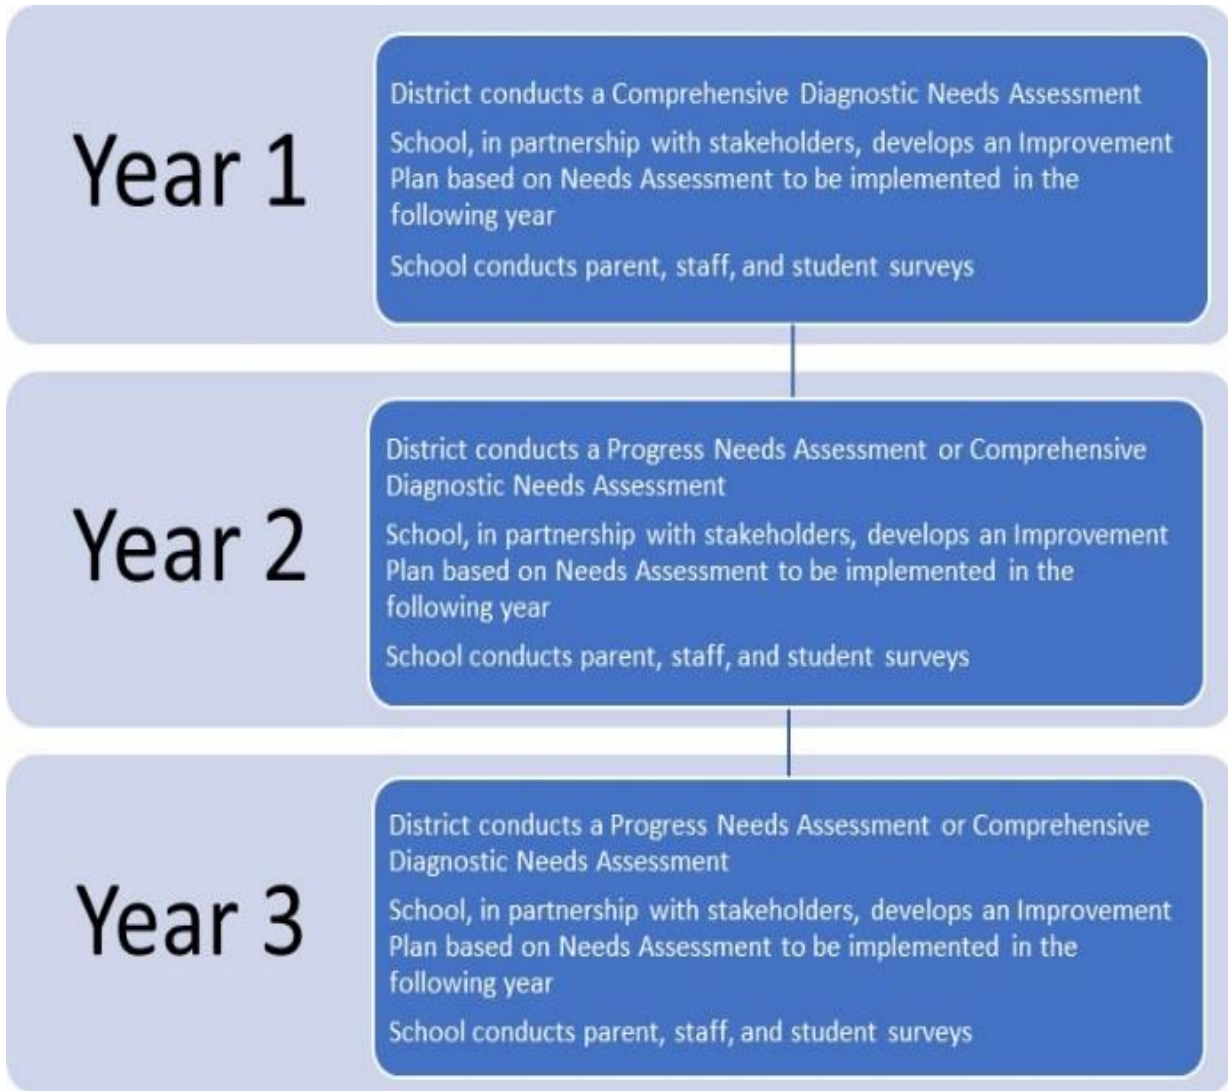 Year 1
District conducts a Comprehensive Diagnostic Needs Assessment
School, in partnership with stakeholders, develops an Improvement
Plan based on Needs Assessment to be implemented in the
following year
School conducts parent, staff, and student surveys
Year 2
District conducts a Progress Needs Assessment or Comprehensive
Diagnostic Needs Assessment
School, in partnership with stakeholders, develops an Improvement
Plan based on Needs Assessment to be implemented in the
following year
School conducts parent, staff, and student surveys
Year 3
District conducts a Progress Needs Assessment or Comprehensive
Diagnostic Needs Assessment
School, in partnership with stakeholders, develops an Improvement
Plan based on Needs Assessment to be implemented in the
following year
School conducts parent, staff, and student surveys